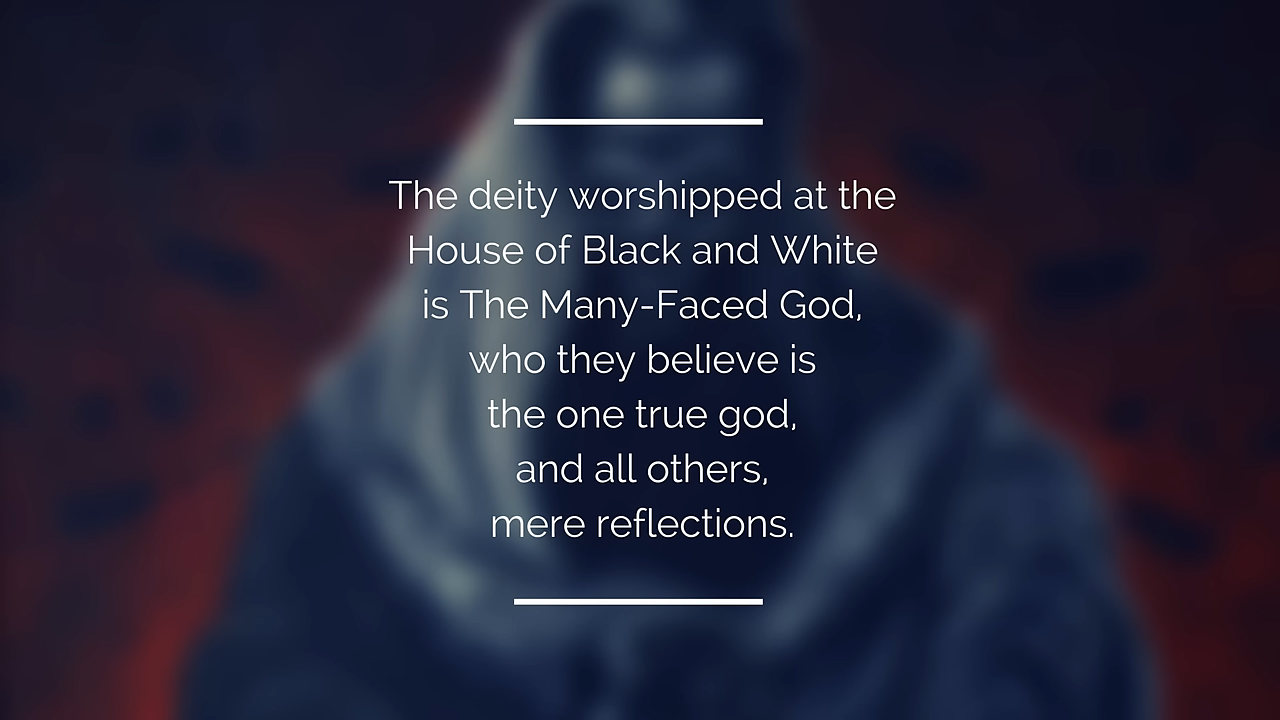 The deity worshipped at the
House of Black and White
is The Many-Faced God,
who they believe is
the one true god,
and all others,
mere reflections.